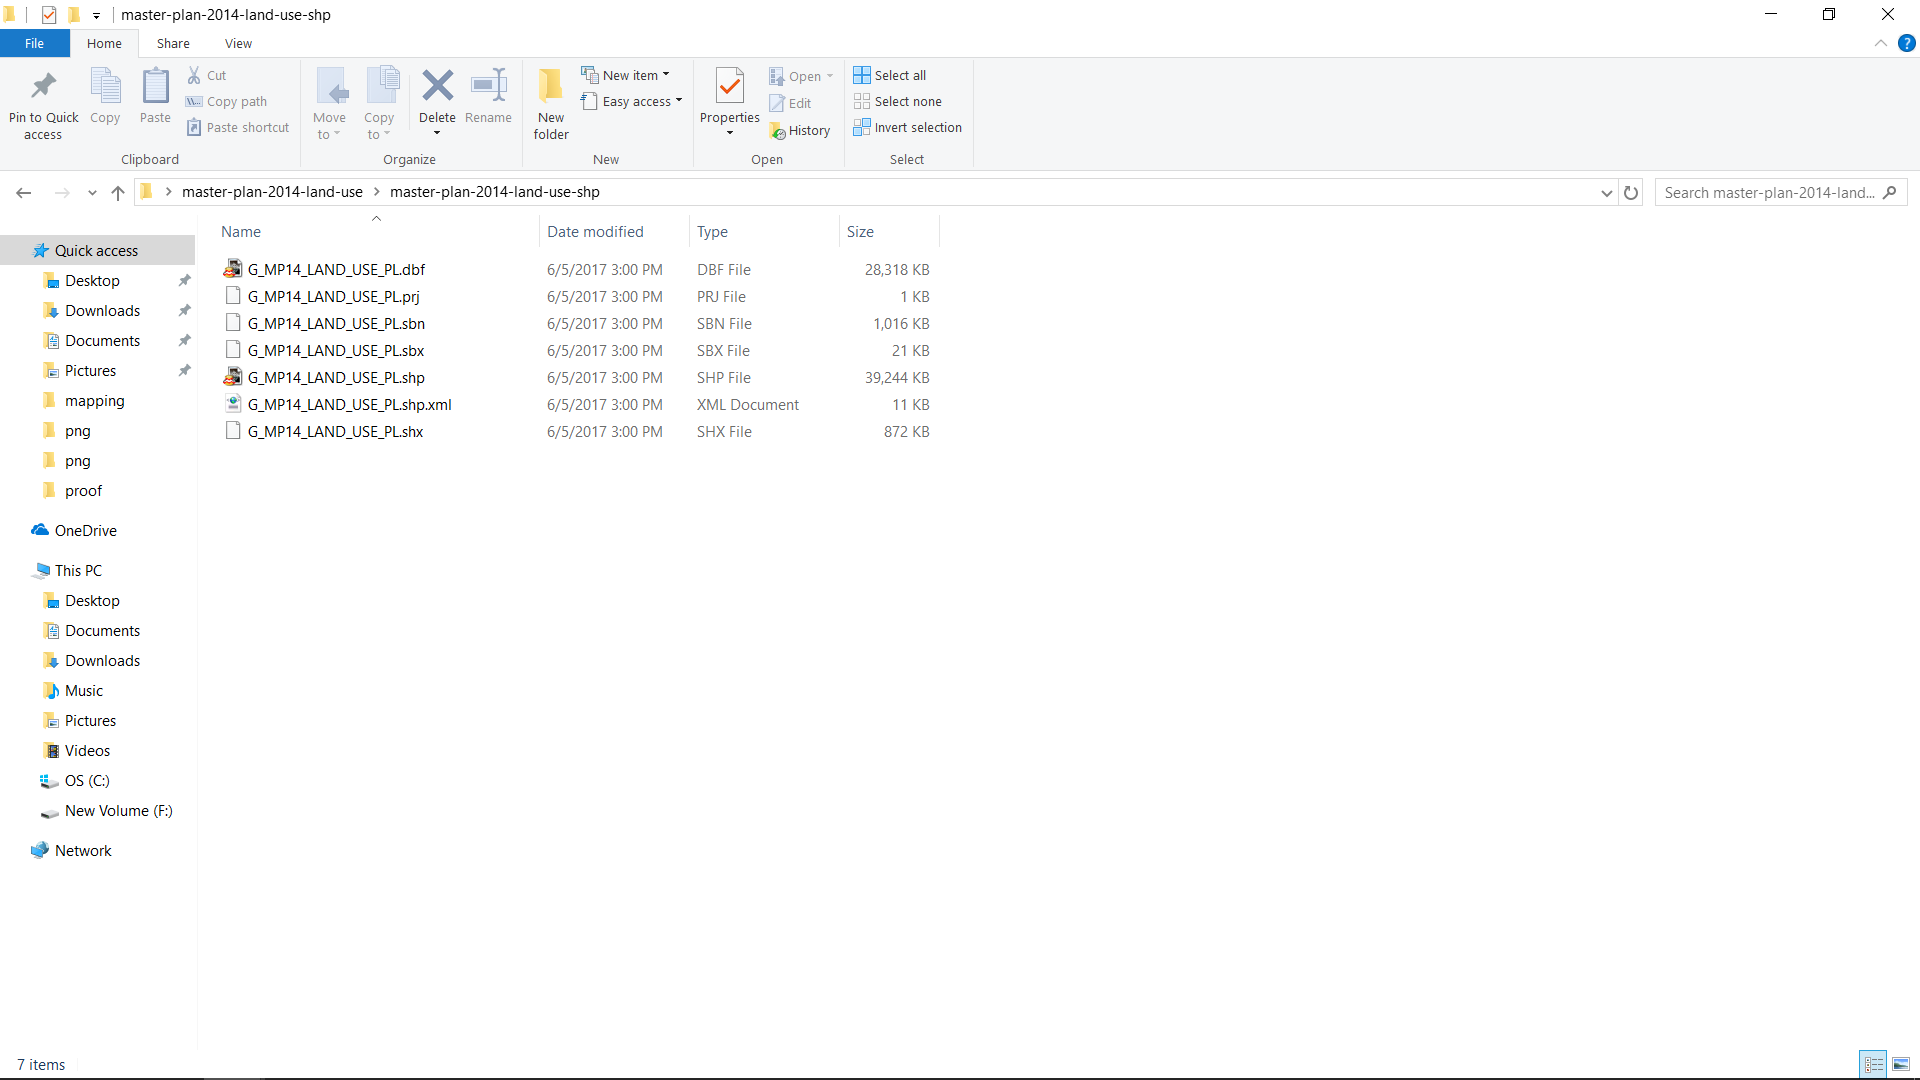 master-plan-2014-land-use-shp
File Home Share View
Pin to Quick access
Copy
Paste
Cut
Copy path
Paste shortcut
Clipboard
Move to
Copy to
Delete
Rename
Organize
New folder
New item
Easy access
New
Properties
Open
Edit
History
Open
Select all
Select none
Invert selection
Select
master-plan-2014-land-use > master-plan-2014-land-use-shp
Search master-plan-2014-land...
Name Date modified Type Size
G_MP14_LAND_USE_PL.dbf 6/5/2017 3:00 PM DBF File 28,318 KB
G_MP14_LAND_USE_PL.prj 6/5/2017 3:00 PM PRJ File 1 KB
G_MP14_LAND_USE_PL.sbn 6/5/2017 3:00 PM SBN File 1,016 KB
G_MP14_LAND_USE_PL.sbx 6/5/2017 3:00 PM SBX File 21 KB
G_MP14_LAND_USE_PL.shp 6/5/2017 3:00 PM SHP File 39,244 KB
G_MP14_LAND_USE_PL.shp.xml 6/5/2017 3:00 PM XML Document 11 KB
G_MP14_LAND_USE_PL.shx 6/5/2017 3:00 PM SHX File 872 KB
Quick access
Desktop
Downloads
Documents
Pictures
mapping
png
png
proof
OneDrive
This PC
Desktop
Documents
Downloads
Music
Pictures
Videos
OS (C:)
New Volume (F:)
Network
7 items